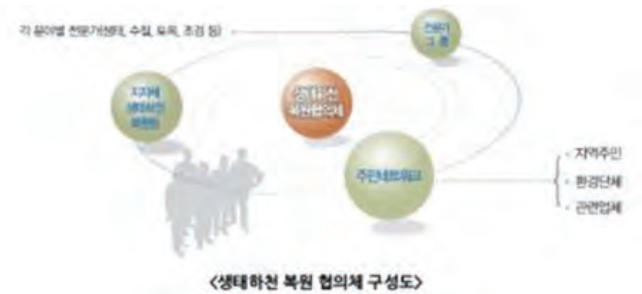 각 분야별 전문가(생태, 수질, 토목, 조경 등)
전문가
그 룹
지자체
생태하천
복원팀
생태하천
복원협의체
주민네트워크
· 지역주민
· 환경단체
· 관련업체
<생태하천 복원 협의체 구성도>